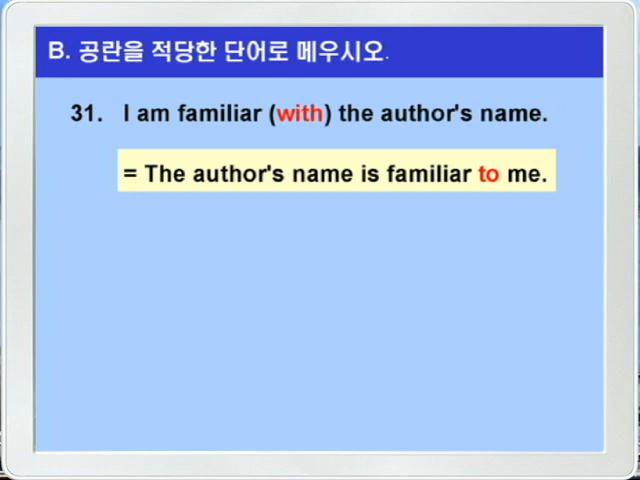 B. 공란을 적당한 단어로 메우시오.
31. I am familiar (with) the author's name.
= The author's name is familiar to me.